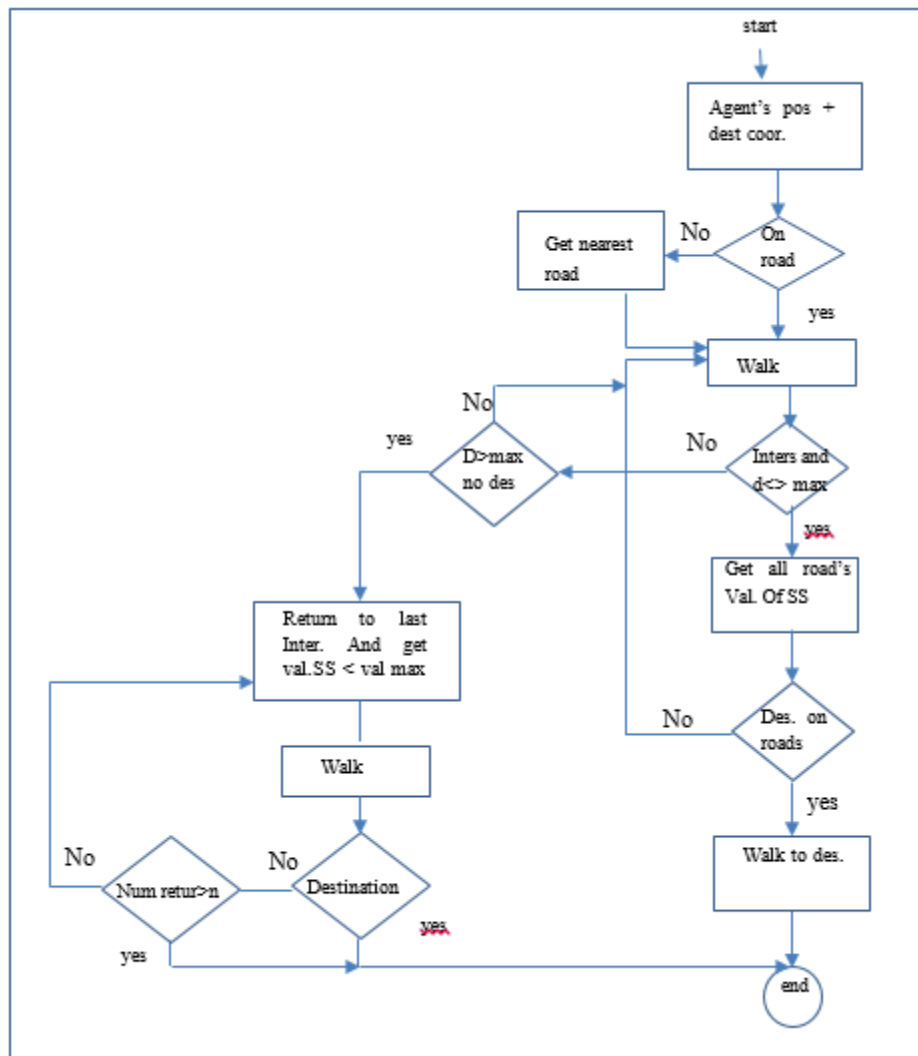 start
Agent's pos +
dest coor.
On
road
No
Get nearest
road
yes
Walk
No
Inters and
d<> max
No
D>max
no des
yes
yes
Get all road's
Val. Of SS
Return to last
Inter. And get
val.SS < val max
Des. on
roads
No
Walk
yes
Walk to des.
Destination
No
Num retur>n
No
yes
yes
end